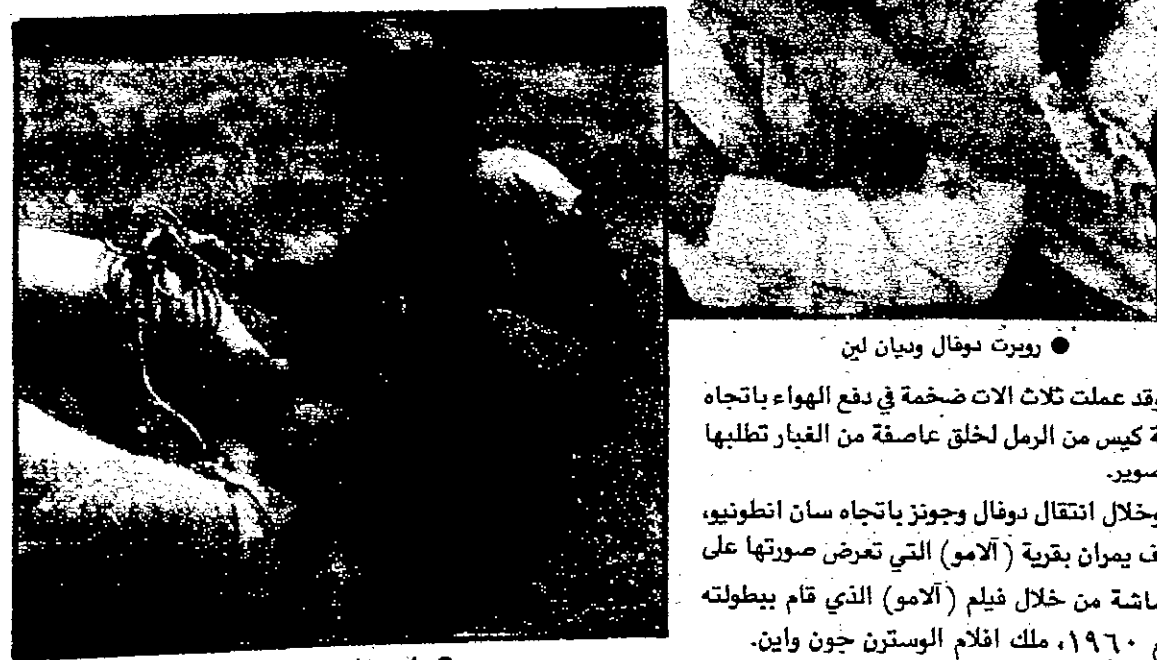 ● روبرت دوفال وديان لين
وقد عملت ثلاث الات ضخمة في دفع الهواء باتجاه
كيس من الرمل لخلق عاصفة من الغبار تطلبها
وخلال انتقال دوفال وجونز باتجاه سان انطونيو،
يمران بقرية (آلامو) التي تعرض صورتها على
من خلال فيلم (آلامو) الذي قام ببطولته
١٩٦٠، ملك افلام الوسترن جون واين.